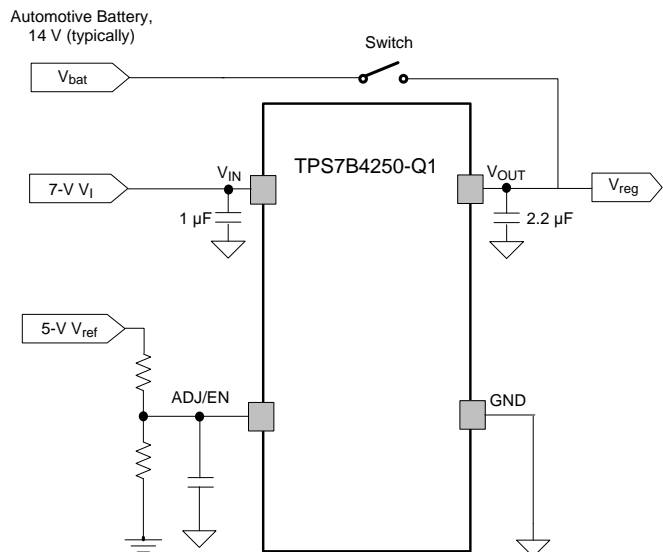 Automotive Battery,
14 V (typically)
Switch
Vbat
TPS7B4250-Q1
VIN
VOUT
7-V VI
Vreg
1 µF
2.2 µF
5-V Vref
ADJ/EN
GND